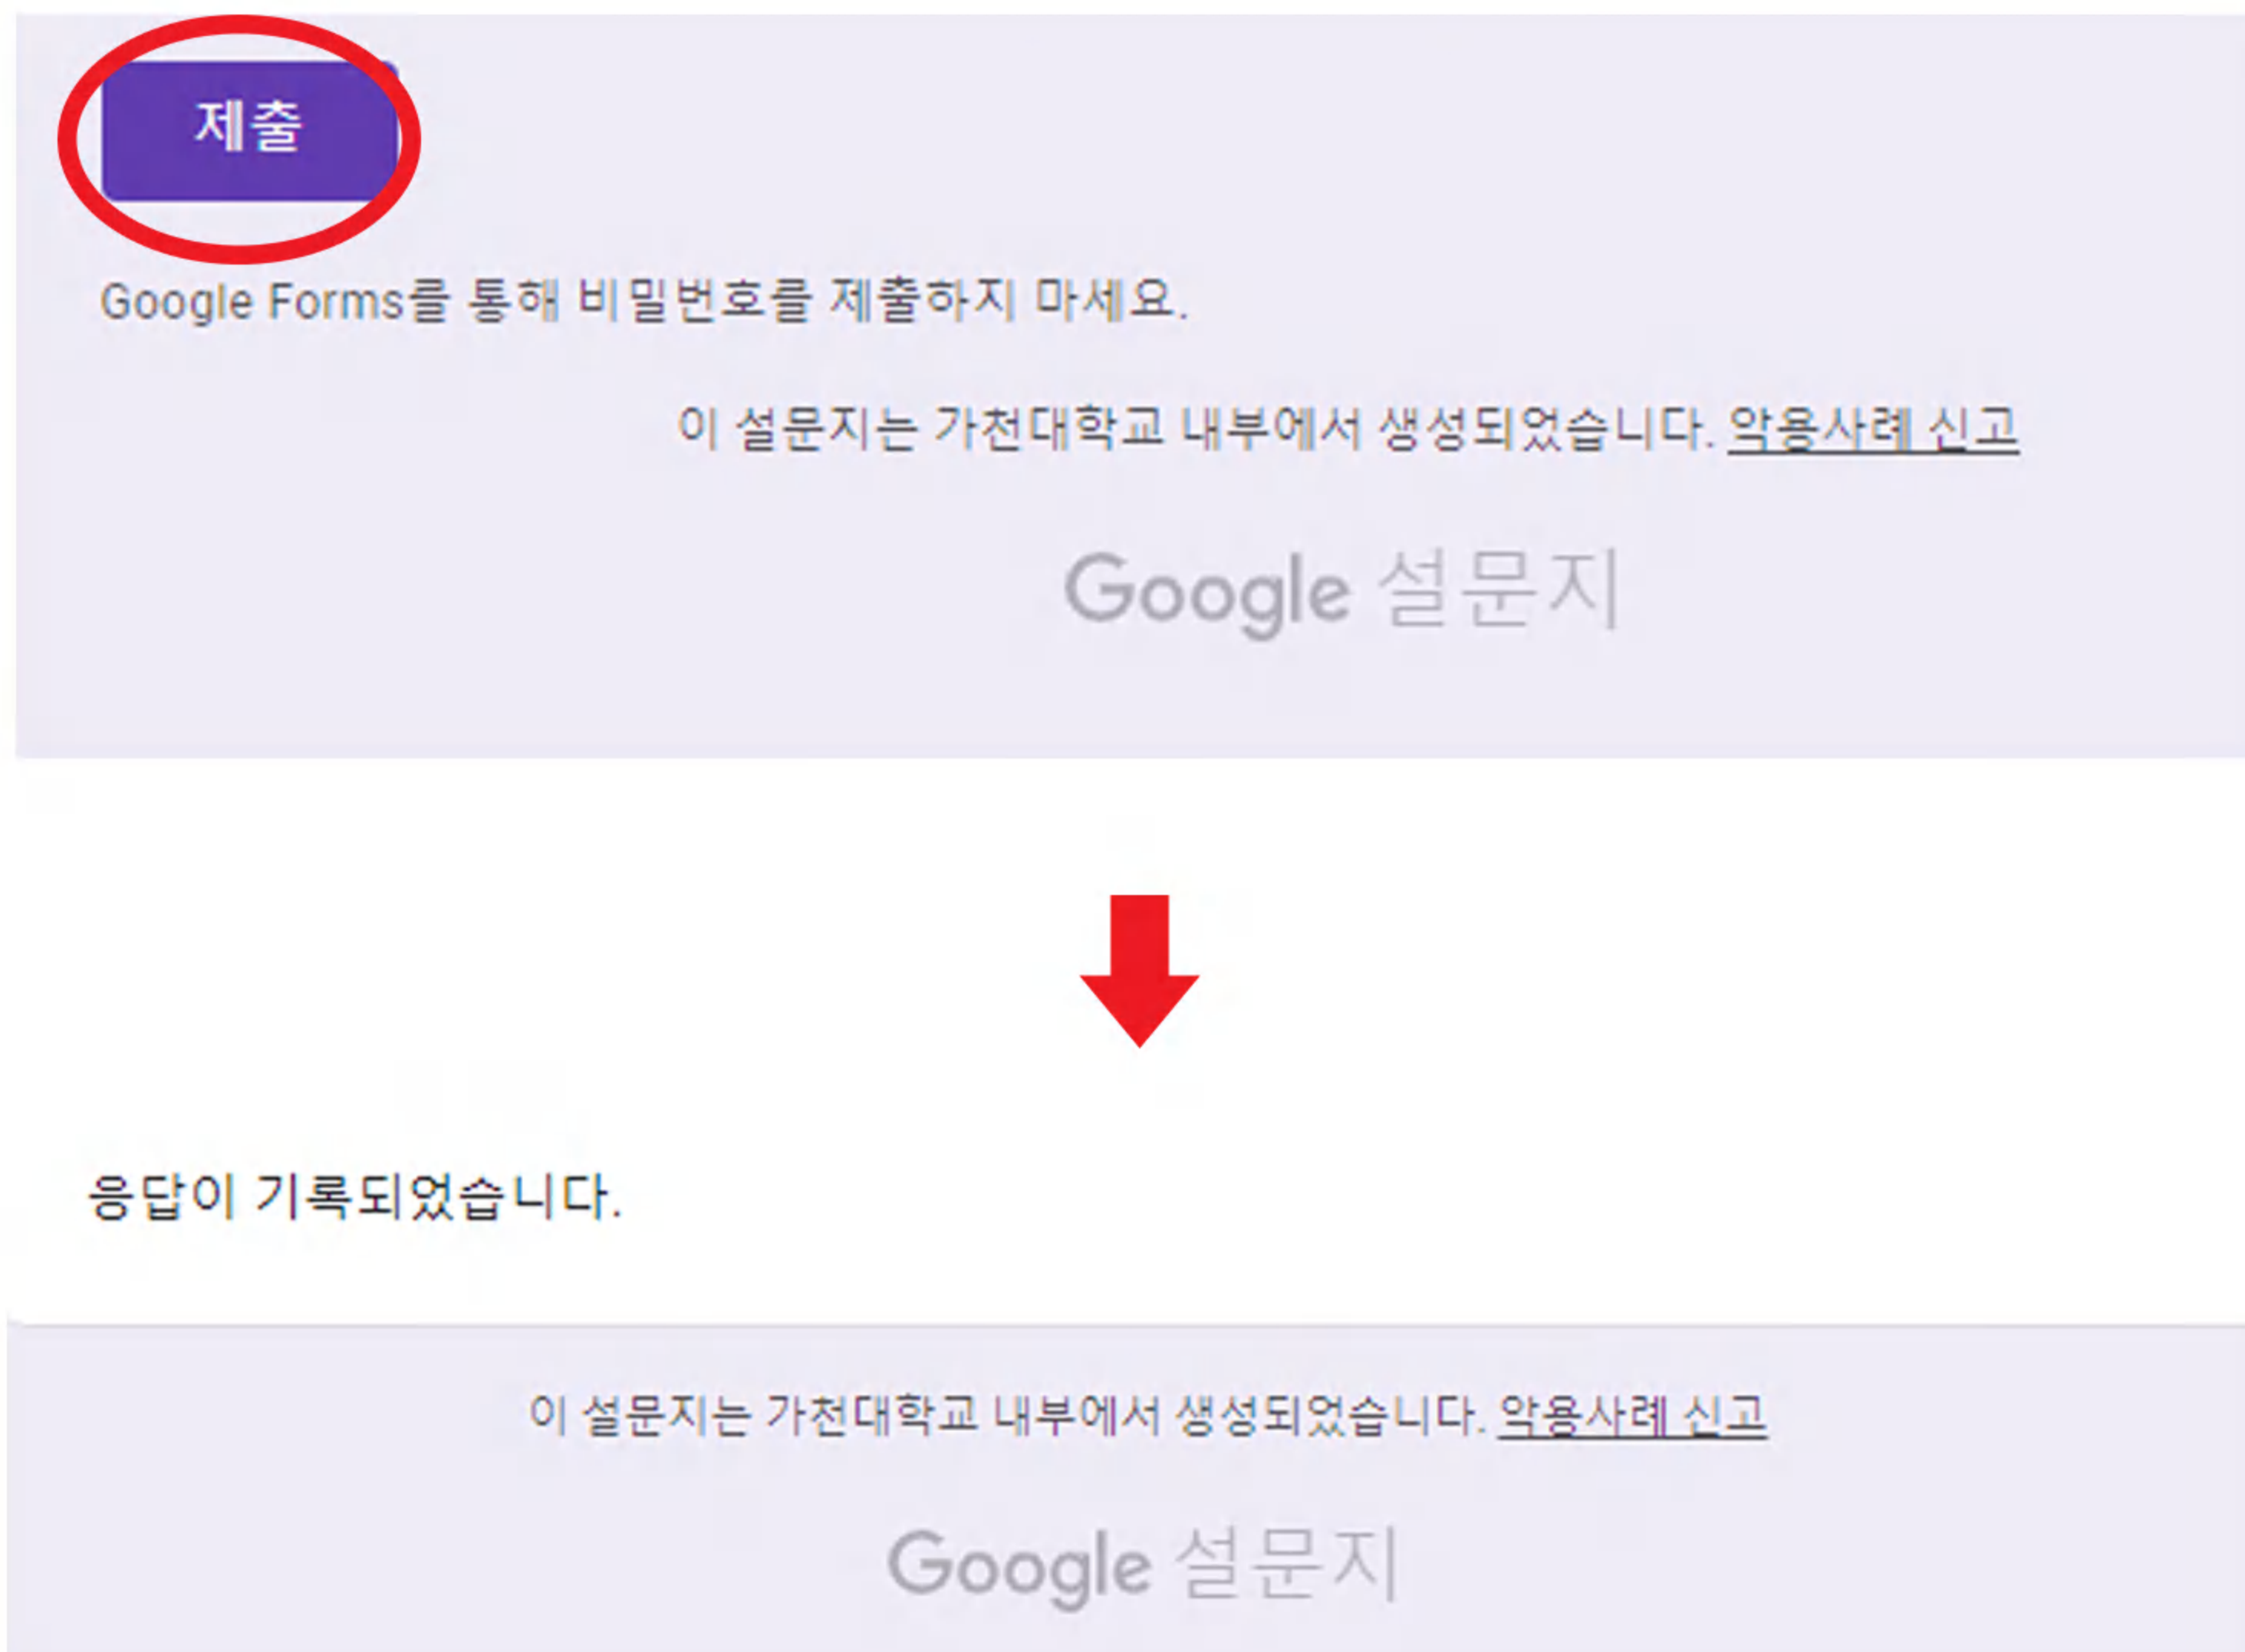 제출
Google Forms를 통해 비밀번호를 제출하지 마세요.
이 설문지는 가천대학교 내부에서 생성되었습니다. 악용사례 신고
Google 설문지
응답이 기록되었습니다.
이 설문지는 가천대학교 내부에서 생성되었습니다. 악용사례 신고
Google 설문지